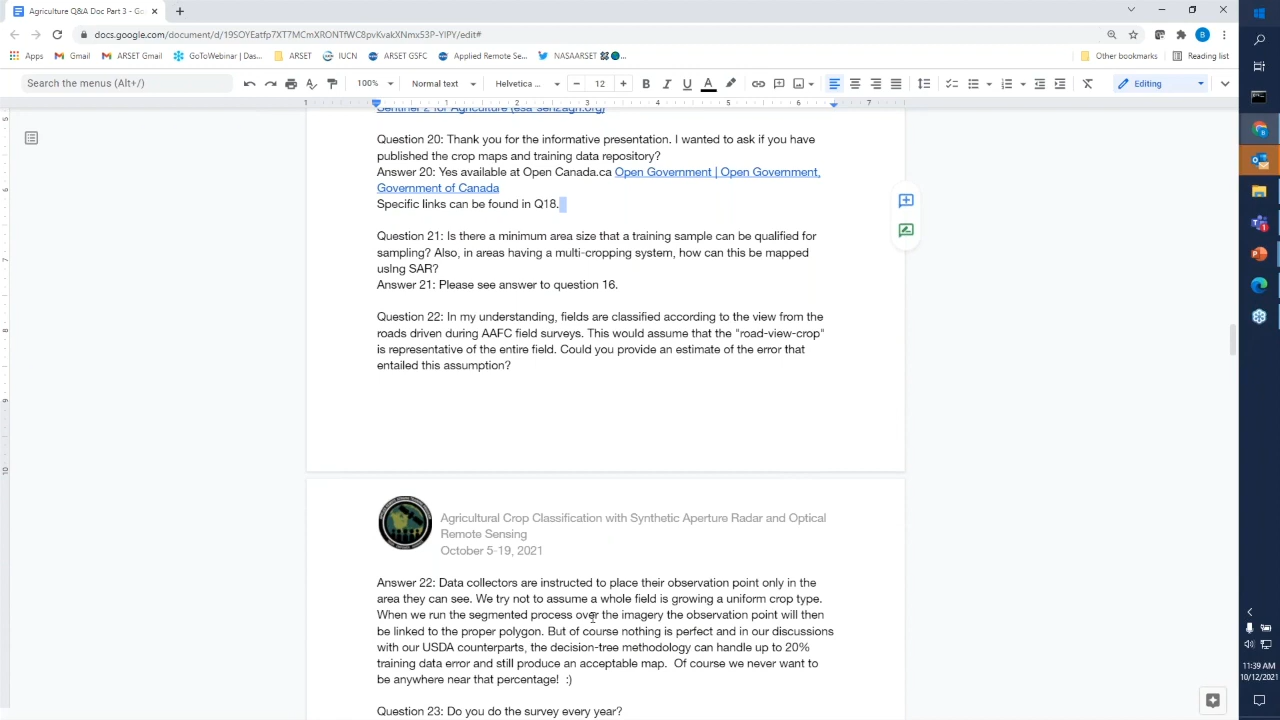 Agriculture Q&A Doc Part 3 - Go
docs.google.com/document/d/19SOYEatfp7XT7MCmXRONTfWC8pvKvakXNmx53P-YIPY/edit#
Apps
Gmail
ARSET Gmail
GoToWebinar | Das...
ARSET
IUCN
ARSET GSFC
Applied Remote Se...
NASAARSET
Other bookmarks
Reading list
Search the menus (Alt+/)
100%
Normal text
Helvetica ...
12
Editing
Sentinel-2 for Agriculture (esa-sen2agri.org)
Question 20: Thank you for the informative presentation. I wanted to ask if you have
published the crop maps and training data repository?
Answer 20: Yes available at Open Canada.ca Open Government | Open Government,
Government of Canada
Specific links can be found in Q18.
Question 21: Is there a minimum area size that a training sample can be qualified for
sampling? Also, in areas having a multi-cropping system, how can this be mapped
using SAR?
Answer 21: Please see answer to question 16.
Question 22: In my understanding, fields are classified according to the view from the
roads driven during AAFC field surveys. This would assume that the "road-view-crop"
is representative of the entire field. Could you provide an estimate of the error that
entailed this assumption?
Agricultural Crop Classification with Synthetic Aperture Radar and Optical
Remote Sensing
October 5-19, 2021
Answer 22: Data collectors are instructed to place their observation point only in the
area they can see. We try not to assume a whole field is growing a uniform crop type.
When we run the segmented process over the imagery the observation point will then
be linked to the proper polygon. But of course nothing is perfect and in our discussions
with our USDA counterparts, the decision-tree methodology can handle up to 20%
training data error and still produce an acceptable map.  Of course we never want to
be anywhere near that percentage!  :)
Question 23: Do you do the survey every year?
11:39 AM
10/12/2021